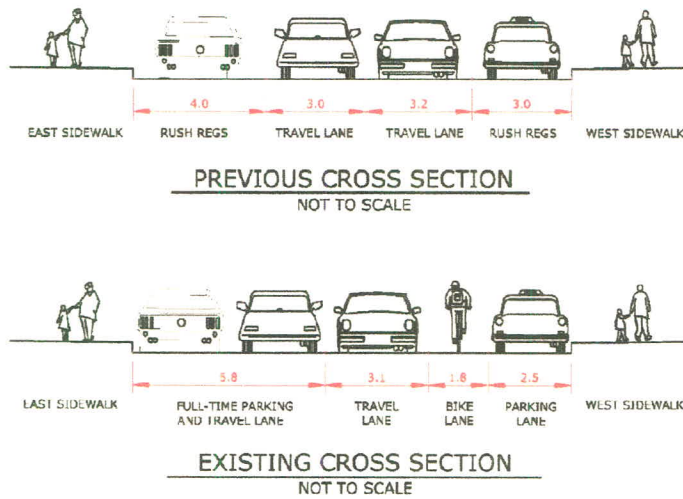 4.0 3.0 3.2 3.0
EAST SIDEWALK RUSH REGS TRAVEL LANE TRAVEL LANE RUSH REGS WEST SIDEWALK
PREVIOUS CROSS SECTION
NOT TO SCALE
5.8 3.1 1.8 2.5
EAST SIDEWALK FULL-TIME PARKING TRAVEL BIKE PARKING WEST SIDEWALK
AND TRAVEL LANE LANE LANE LANE
EXISTING CROSS SECTION
NOT TO SCALE